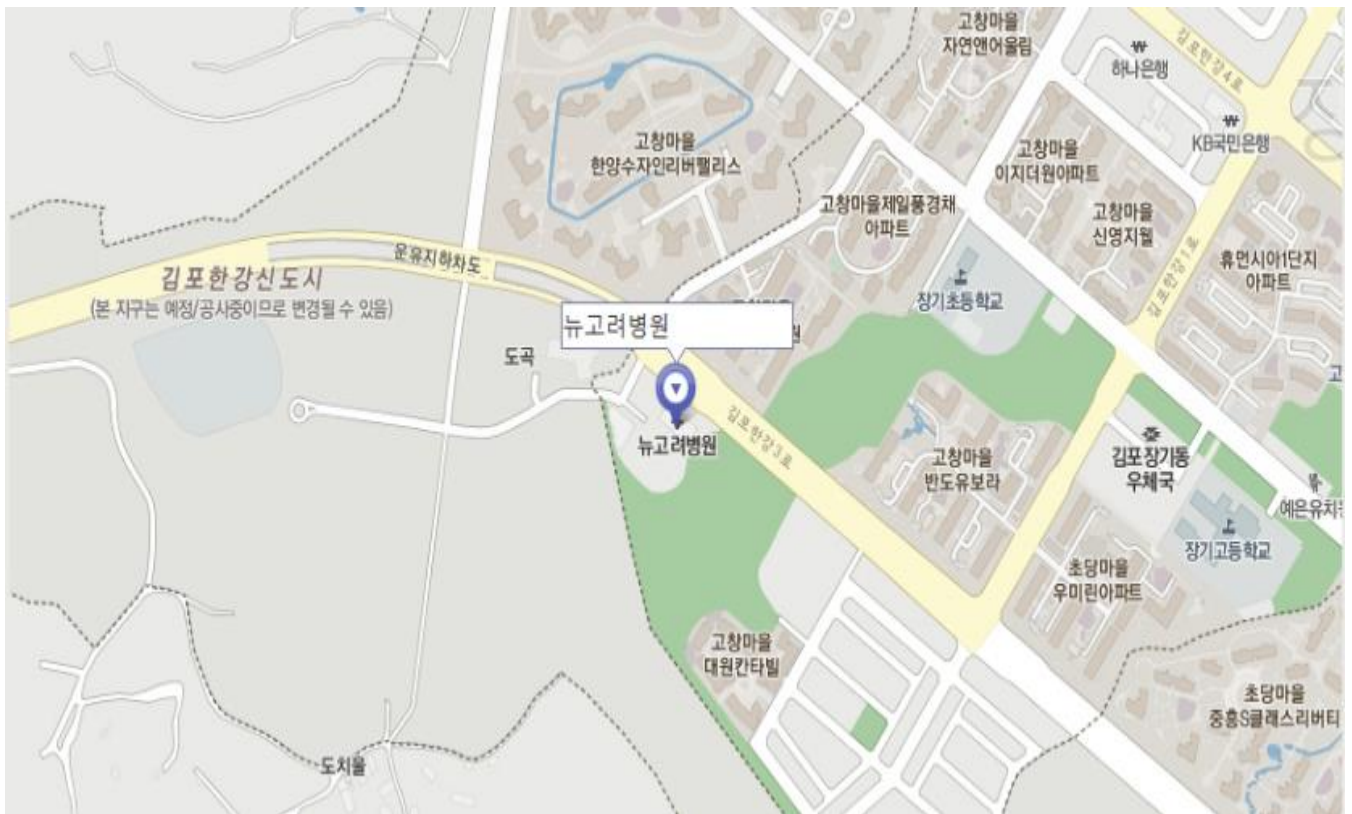 고창마을
자연앤어울림
하나은행
김포한강4로
KB국민은행
고창마을
한양수자인리버팰리스
고창마을
이지더원아파트
고창마을제일풍경채
아파트
고창마을
신영지웰
김포한강1로
휴먼시아1단지
아파트
운유지하차도
김포한강신도시
(본 지구는 예정/공사중이므로 변경될 수 있음)
장기초등학교
뉴고려병원
도곡
뉴고려병원
김포한강3로
고창마을
반도유보라
김포장기동
우체국
예은유치원
장기고등학교
초당마을
우미린아파트
고창마을
대원칸타빌
초당마을
중흥S클래스리버티
도치울